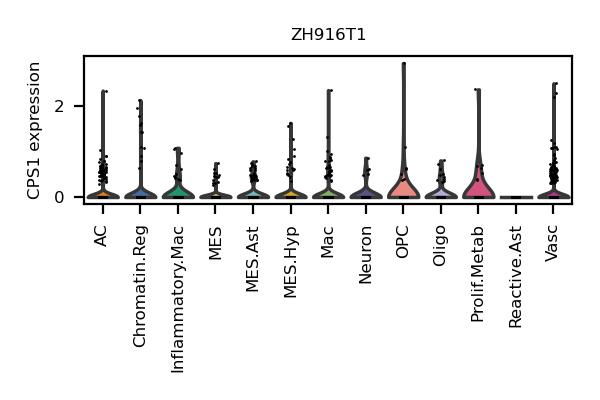 ZH916T1
CPS1 expression
2
0
AC
Chromatin.Reg
Inflammatory.Mac
MES
MES.Ast
MES.Hyp
Mac
Neuron
OPC
Oligo
Prolif.Metab
Reactive.Ast
Vasc